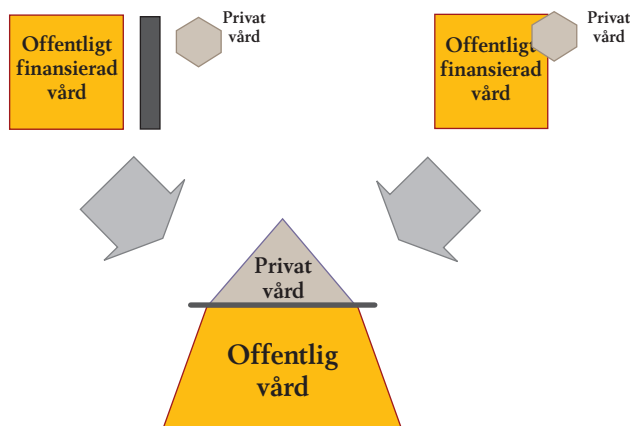 Offentligt
finansierad
vård
Privat
vård
Offentligt
finansierad
vård
Privat
vård
Privat
vård
Offentlig
vård